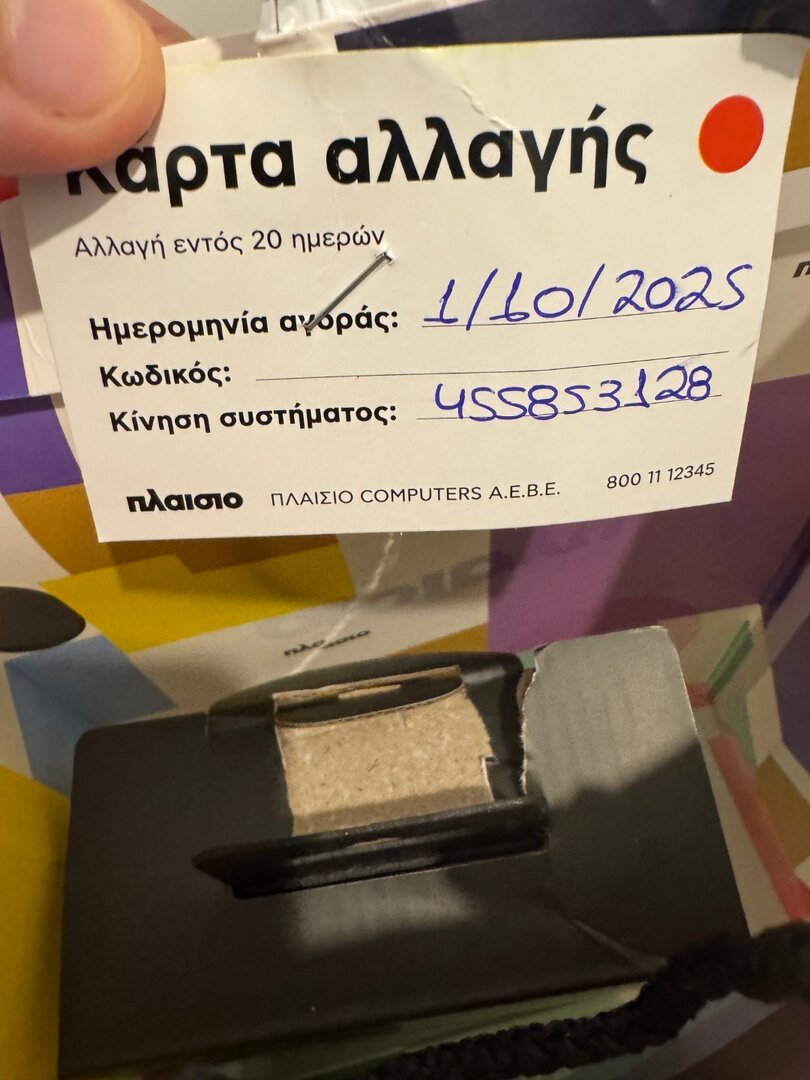 Κάρτα αλλαγής
Αλλαγή εντός 20 ημερών
Ημερομηνία αγοράς: 1/10/2025
Κωδικός:
Κίνηση συστήματος: 455853128
πλαισιο ΠΛΑΙΣΙΟ COMPUTERS Α.Ε.Β.Ε. 800 11 12345
πλαισιο